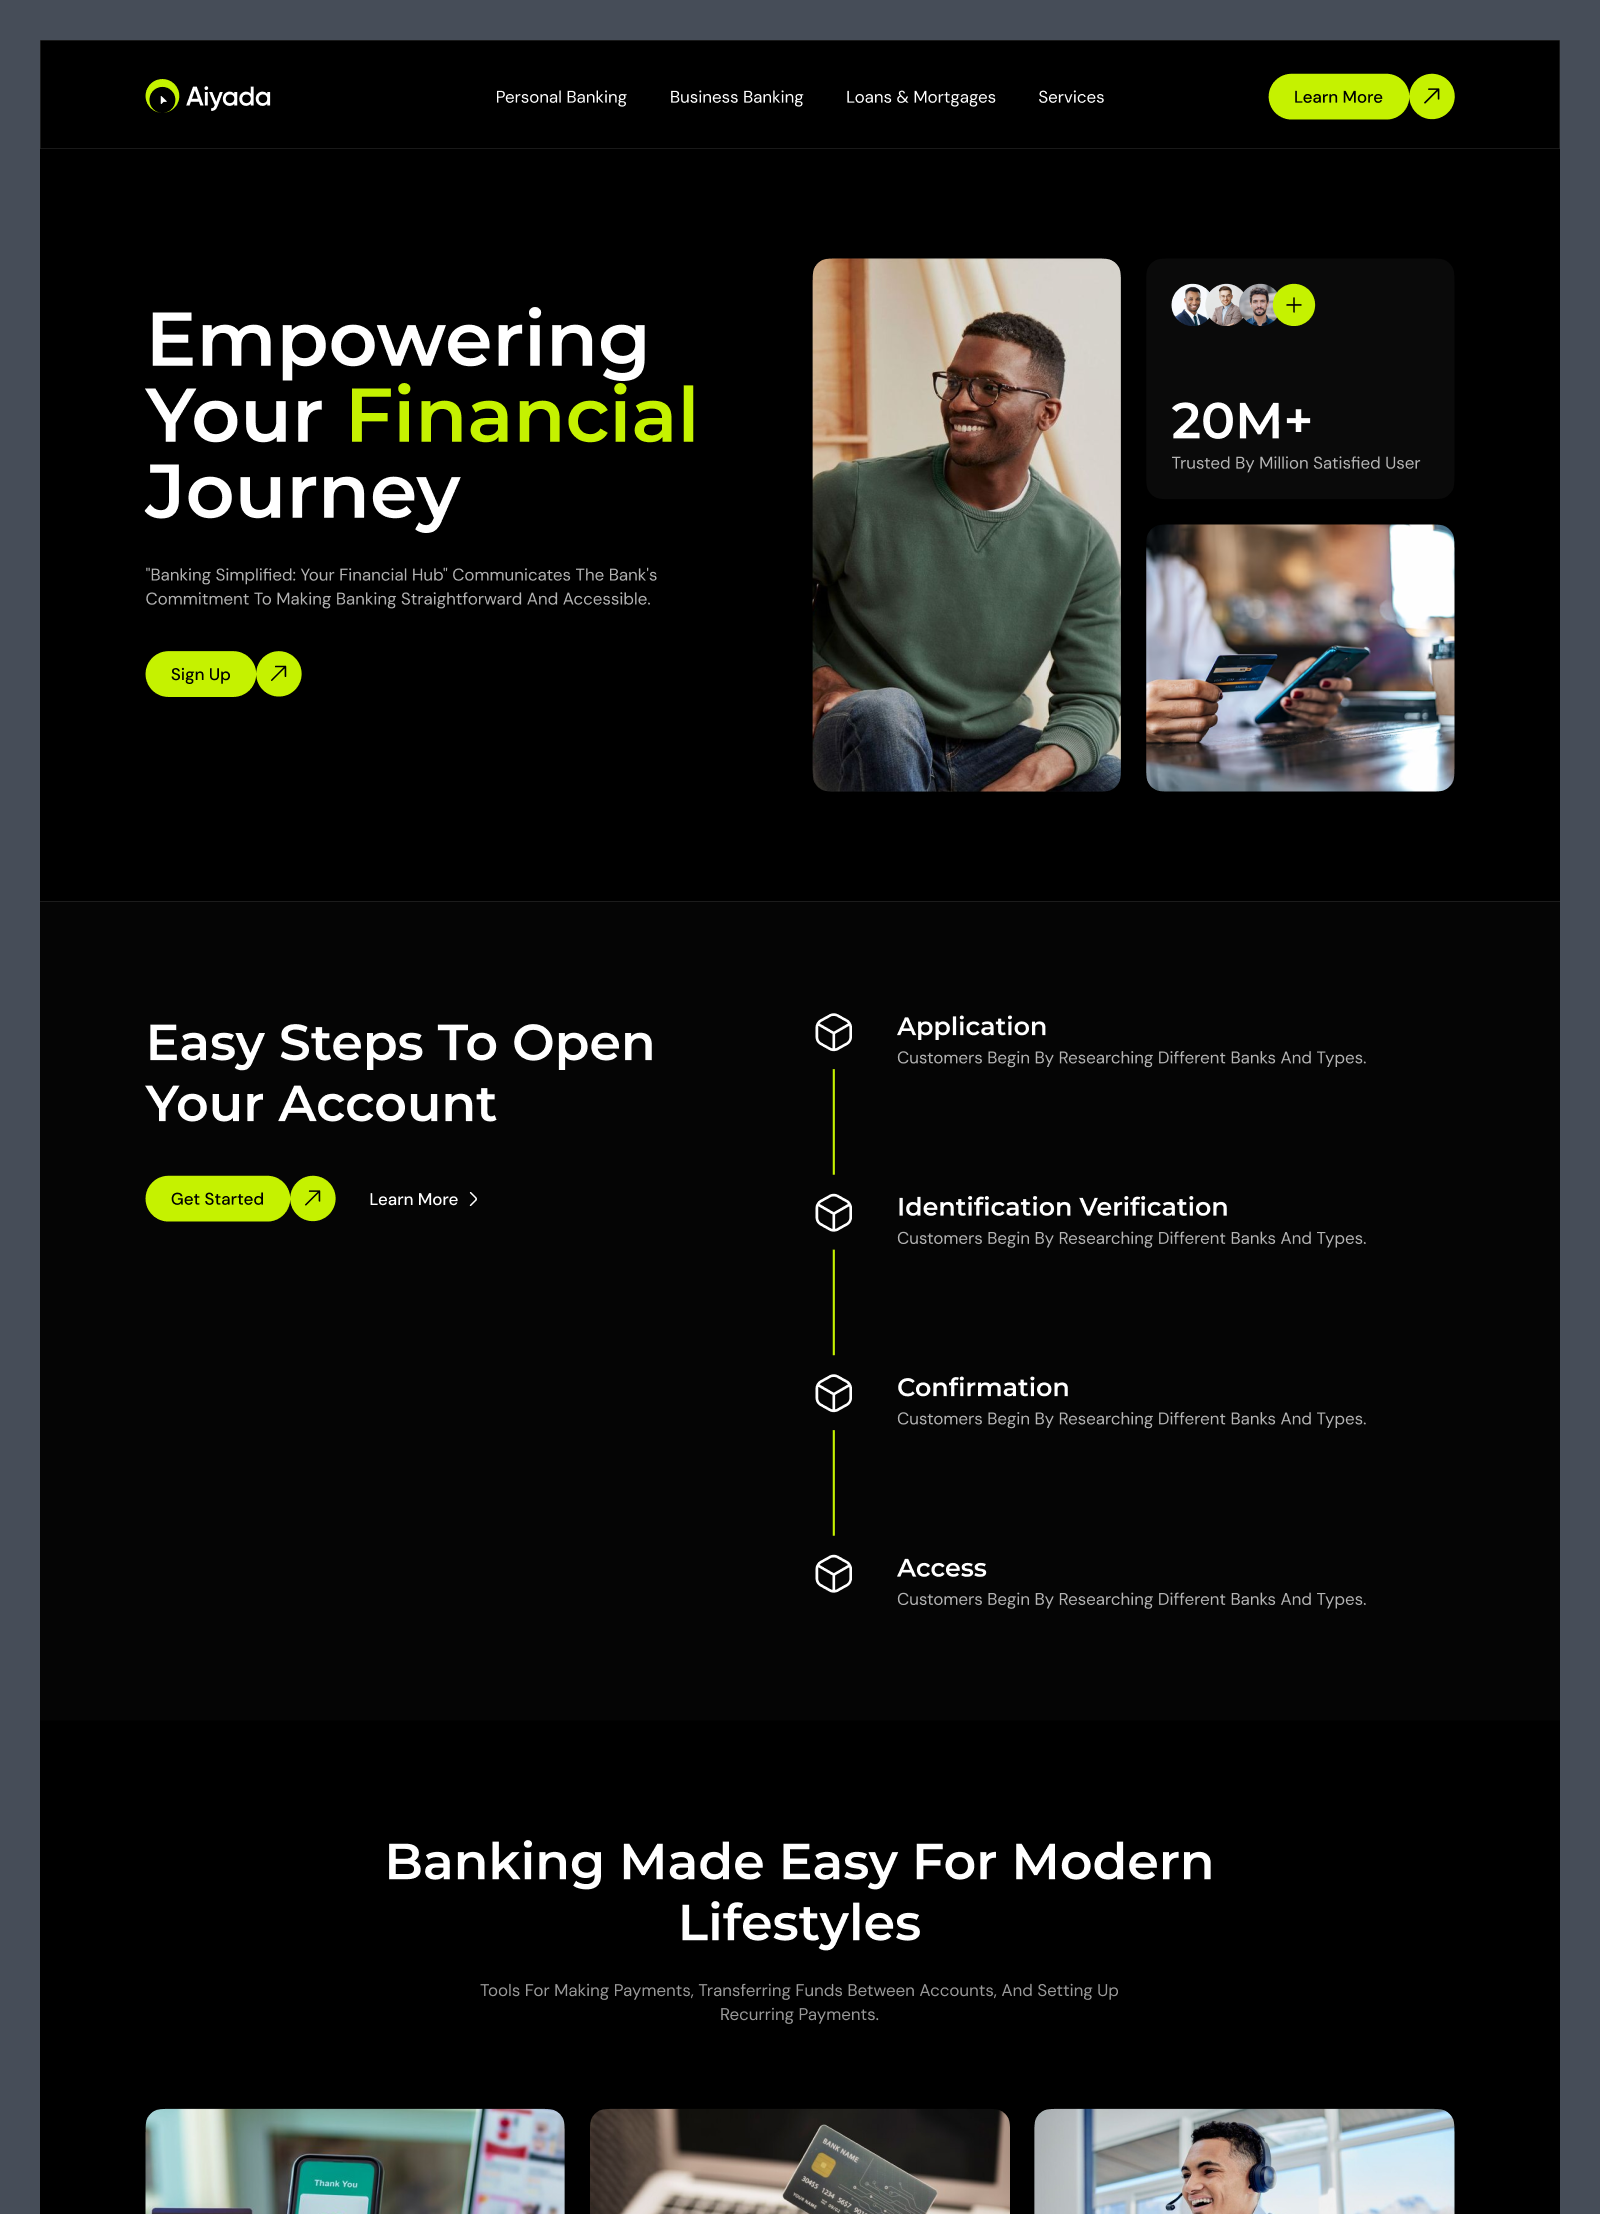 Aiyada
Personal Banking
Business Banking
Loans & Mortgages
Services
Learn More
Empowering
Your Financial
Journey
"Banking Simplified: Your Financial Hub" Communicates The Bank's
Commitment To Making Banking Straightforward And Accessible.
Sign Up
20M+
Trusted By Million Satisfied User
Easy Steps To Open
Your Account
Get Started
Learn More
Application
Customers Begin By Researching Different Banks And Types.
Identification Verification
Customers Begin By Researching Different Banks And Types.
Confirmation
Customers Begin By Researching Different Banks And Types.
Access
Customers Begin By Researching Different Banks And Types.
Banking Made Easy For Modern
Lifestyles
Tools For Making Payments, Transferring Funds Between Accounts, And Setting Up
Recurring Payments.
Thank You
BANK NAME
1234 5657